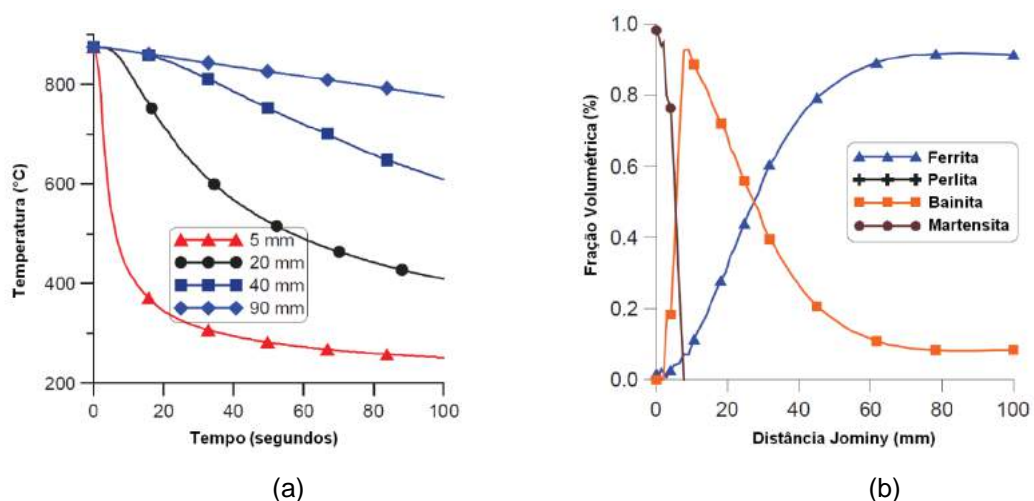 800
600
400
200
0
20
40
60
80
100
Temperatura (°C)
Tempo (segundos)
5 mm
20 mm
40 mm
90 mm
(a)
1.0
0.8
0.6
0.4
0.2
0.0
0
20
40
60
80
100
Fração Volumétrica (%)
Distância Jominy (mm)
Ferrita
Perlita
Bainita
Martensita
(b)